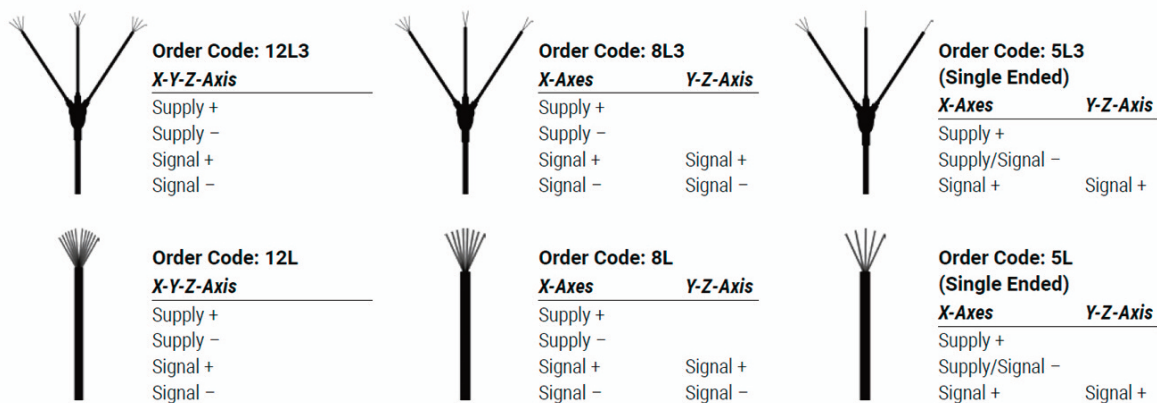 Order Code: 12L3
X-Y-Z-Axis
Supply +
Supply −
Signal +
Signal −
Order Code: 8L3
X-Axes Y-Z-Axis
Supply +
Supply −
Signal + Signal +
Signal − Signal −
Order Code: 5L3
(Single Ended)
X-Axes Y-Z-Axis
Supply +
Supply/Signal −
Signal + Signal +
Order Code: 12L
X-Y-Z-Axis
Supply +
Supply −
Signal +
Signal −
Order Code: 8L
X-Axes Y-Z-Axis
Supply +
Supply −
Signal + Signal +
Signal − Signal −
Order Code: 5L
(Single Ended)
X-Axes Y-Z-Axis
Supply +
Supply/Signal −
Signal + Signal +